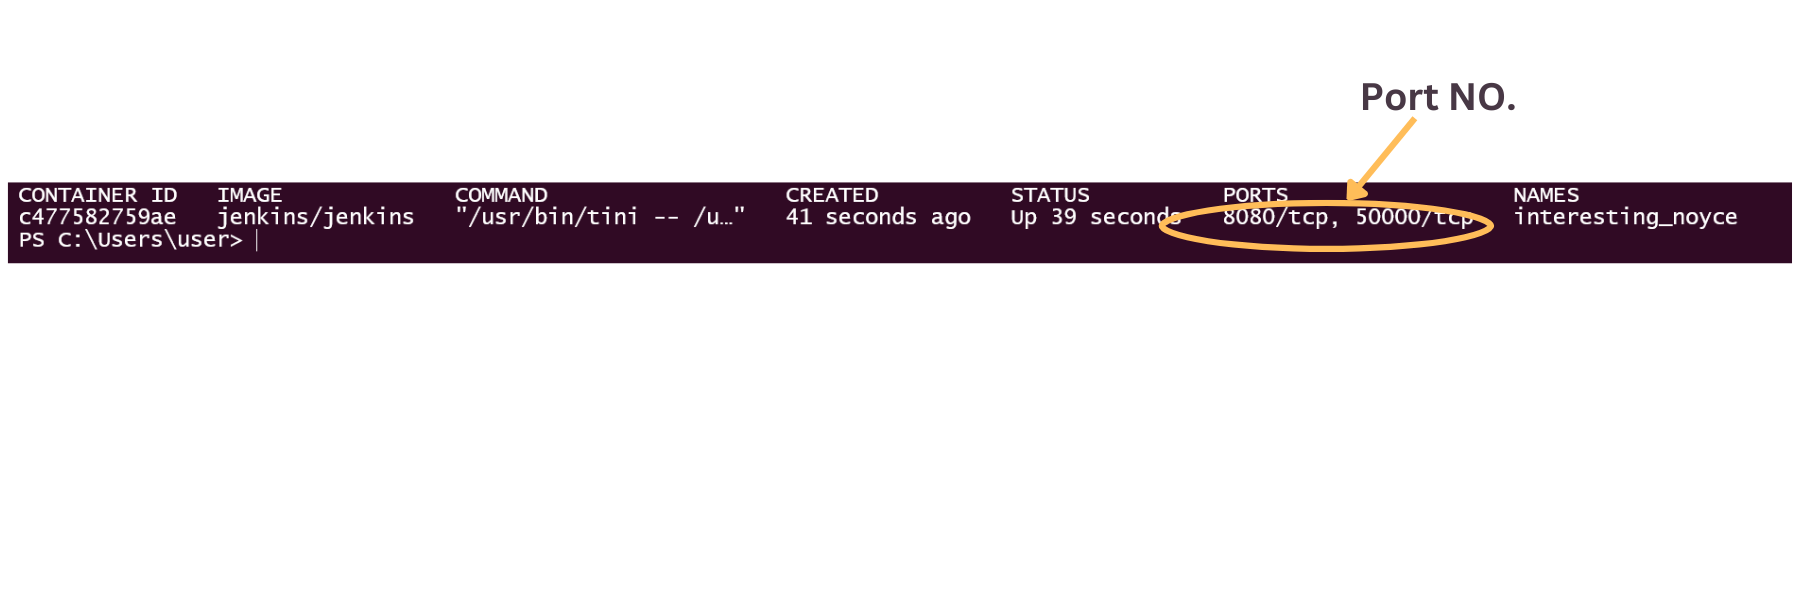 Port NO.
CONTAINER ID   IMAGE             COMMAND                  CREATED          STATUS          PORTS                 NAMES
c477582759ae   jenkins/jenkins   "/usr/bin/tini -- /u…"   41 seconds ago   Up 39 seconds   8080/tcp, 50000/tcp   interesting_noyce
PS C:\Users\user>